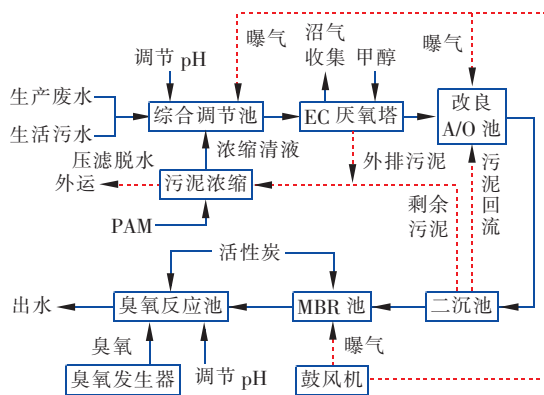 曝气
沼气
收集
甲醇
曝气
调节 pH
生产废水
生活污水
综合调节池
EC 厌氧塔
改良
A/O 池
压滤脱水
浓缩清液
外排污泥
外运
污泥浓缩
剩余
污泥
污泥回流
PAM
活性炭
出水
臭氧反应池
MBR 池
二沉池
臭氧
调节 pH
曝气
臭氧发生器
鼓风机